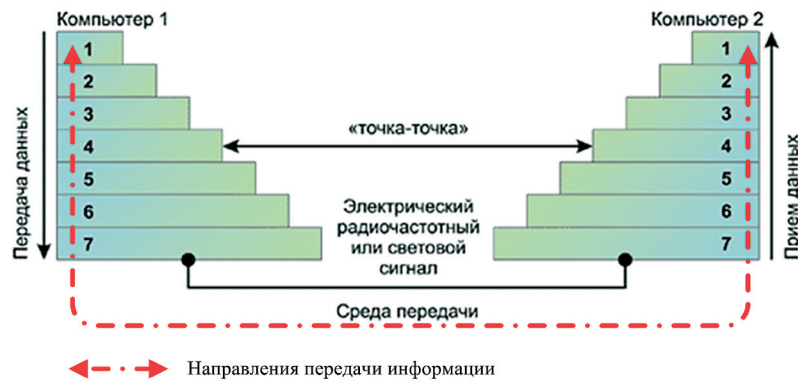 Компьютер 1
Компьютер 2
1
2
3
4
5
6
7
1
2
3
4
5
6
7
Передача данных
Прием данных
«точка-точка»
Электрический
радиочастотный
или световой
сигнал
Среда передачи
Направления передачи информации